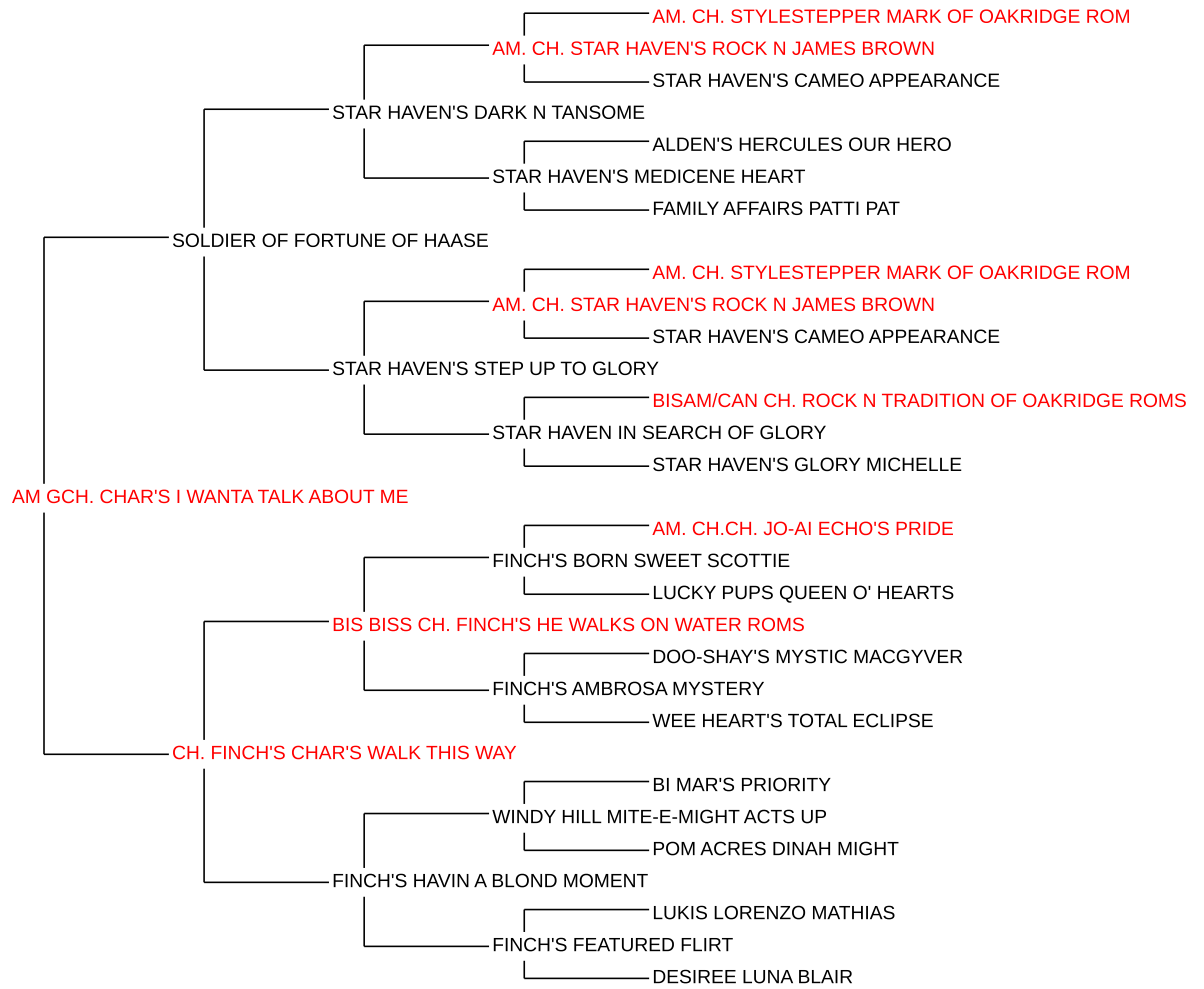 AM. CH. STYLESTEPPER MARK OF OAKRIDGE ROM
AM. CH. STAR HAVEN'S ROCK N JAMES BROWN
STAR HAVEN'S CAMEO APPEARANCE
STAR HAVEN'S DARK N TANSOME
ALDEN'S HERCULES OUR HERO
STAR HAVEN'S MEDICENE HEART
FAMILY AFFAIRS PATTI PAT
SOLDIER OF FORTUNE OF HAASE
AM. CH. STYLESTEPPER MARK OF OAKRIDGE ROM
AM. CH. STAR HAVEN'S ROCK N JAMES BROWN
STAR HAVEN'S CAMEO APPEARANCE
STAR HAVEN'S STEP UP TO GLORY
BISAM/CAN CH. ROCK N TRADITION OF OAKRIDGE ROMS
STAR HAVEN IN SEARCH OF GLORY
STAR HAVEN'S GLORY MICHELLE
AM GCH. CHAR'S I WANTA TALK ABOUT ME
AM. CH.CH. JO-AI ECHO'S PRIDE
FINCH'S BORN SWEET SCOTTIE
LUCKY PUPS QUEEN O' HEARTS
BIS BISS CH. FINCH'S HE WALKS ON WATER ROMS
DOO-SHAY'S MYSTIC MACGYVER
FINCH'S AMBROSA MYSTERY
WEE HEART'S TOTAL ECLIPSE
CH. FINCH'S CHAR'S WALK THIS WAY
BI MAR'S PRIORITY
WINDY HILL MITE-E-MIGHT ACTS UP
POM ACRES DINAH MIGHT
FINCH'S HAVIN A BLOND MOMENT
LUKIS LORENZO MATHIAS
FINCH'S FEATURED FLIRT
DESIREE LUNA BLAIR